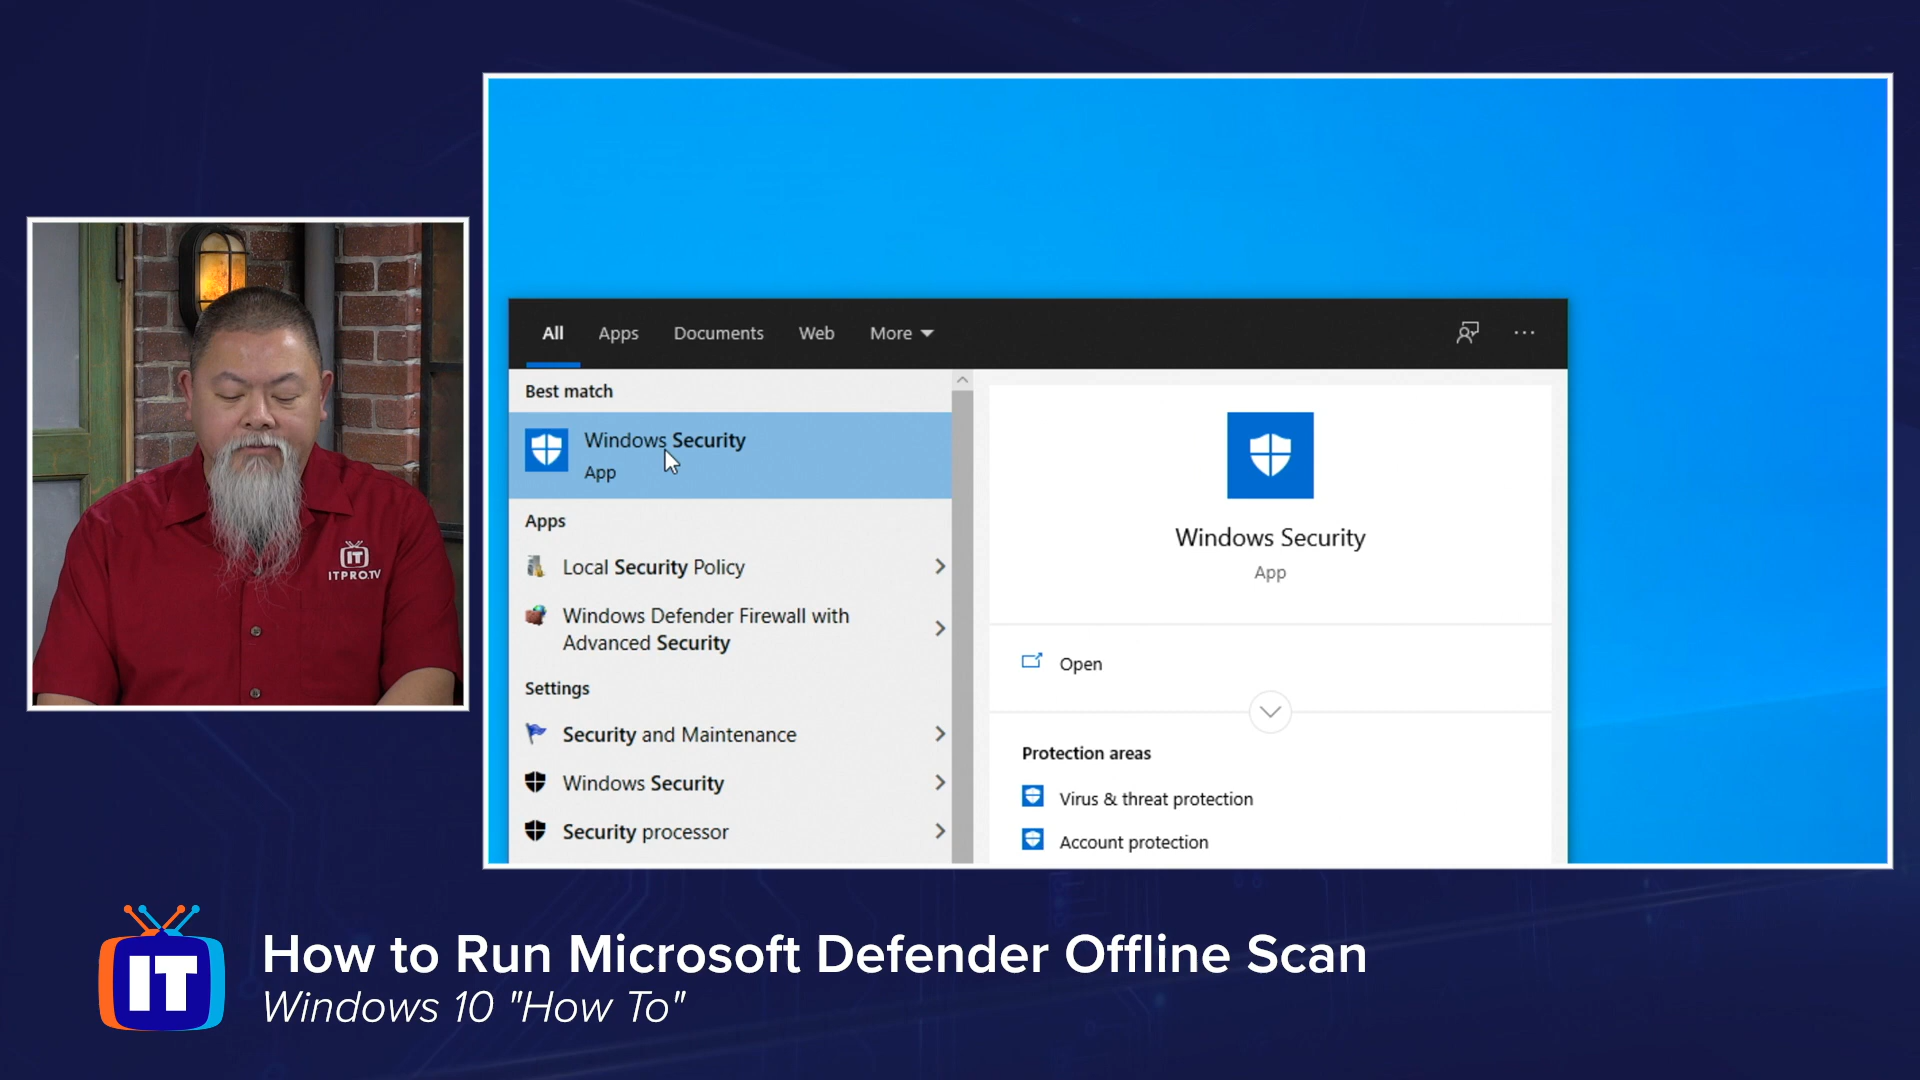 IT
ITPRO.TV
All
Apps
Documents
Web
More
Best match
Windows Security
App
Apps
Local Security Policy
Windows Defender Firewall with
Advanced Security
Settings
Security and Maintenance
Windows Security
Security processor
Windows Security
App
Open
Protection areas
Virus & threat protection
Account protection
IT
How to Run Microsoft Defender Offline Scan
Windows 10 "How To"